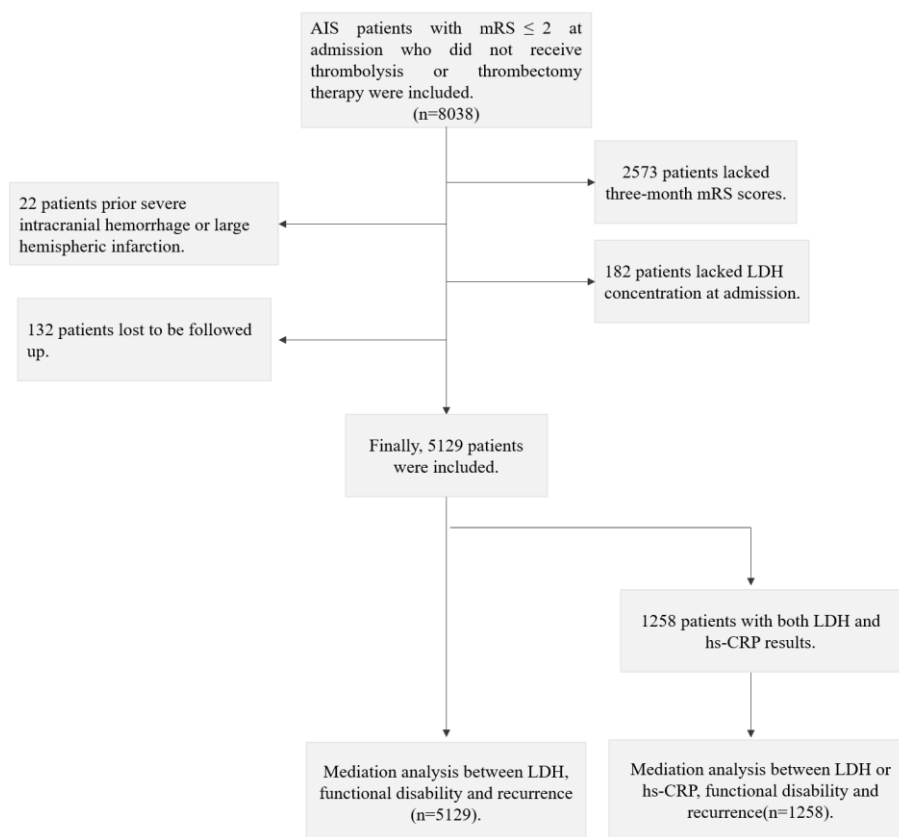 AIS patients with mRS ≤ 2 at
admission who did not receive
thrombolysis or thrombectomy
therapy were included.
(n=8038)
2573 patients lacked
three-month mRS scores.
22 patients prior severe
intracranial hemorrhage or large
hemispheric infarction.
182 patients lacked LDH
concentration at admission.
132 patients lost to be followed
up.
Finally, 5129 patients
were included.
1258 patients with both LDH and
hs-CRP results.
Mediation analysis between LDH,
functional disability and recurrence
(n=5129).
Mediation analysis between LDH or
hs-CRP, functional disability and
recurrence(n=1258).